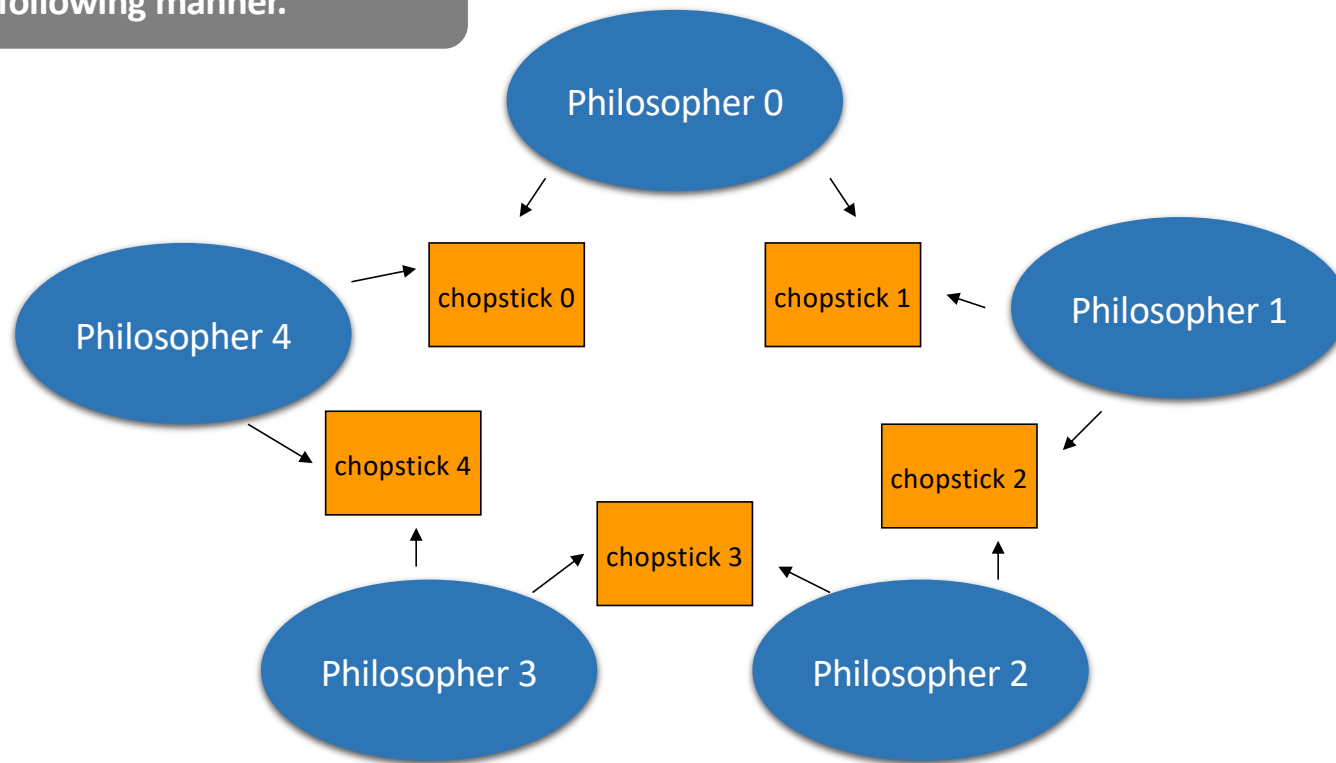 following manner.
Philosopher 0
chopstick 0
chopstick 1
Philosopher 4
Philosopher 1
chopstick 4
chopstick 2
chopstick 3
Philosopher 3
Philosopher 2